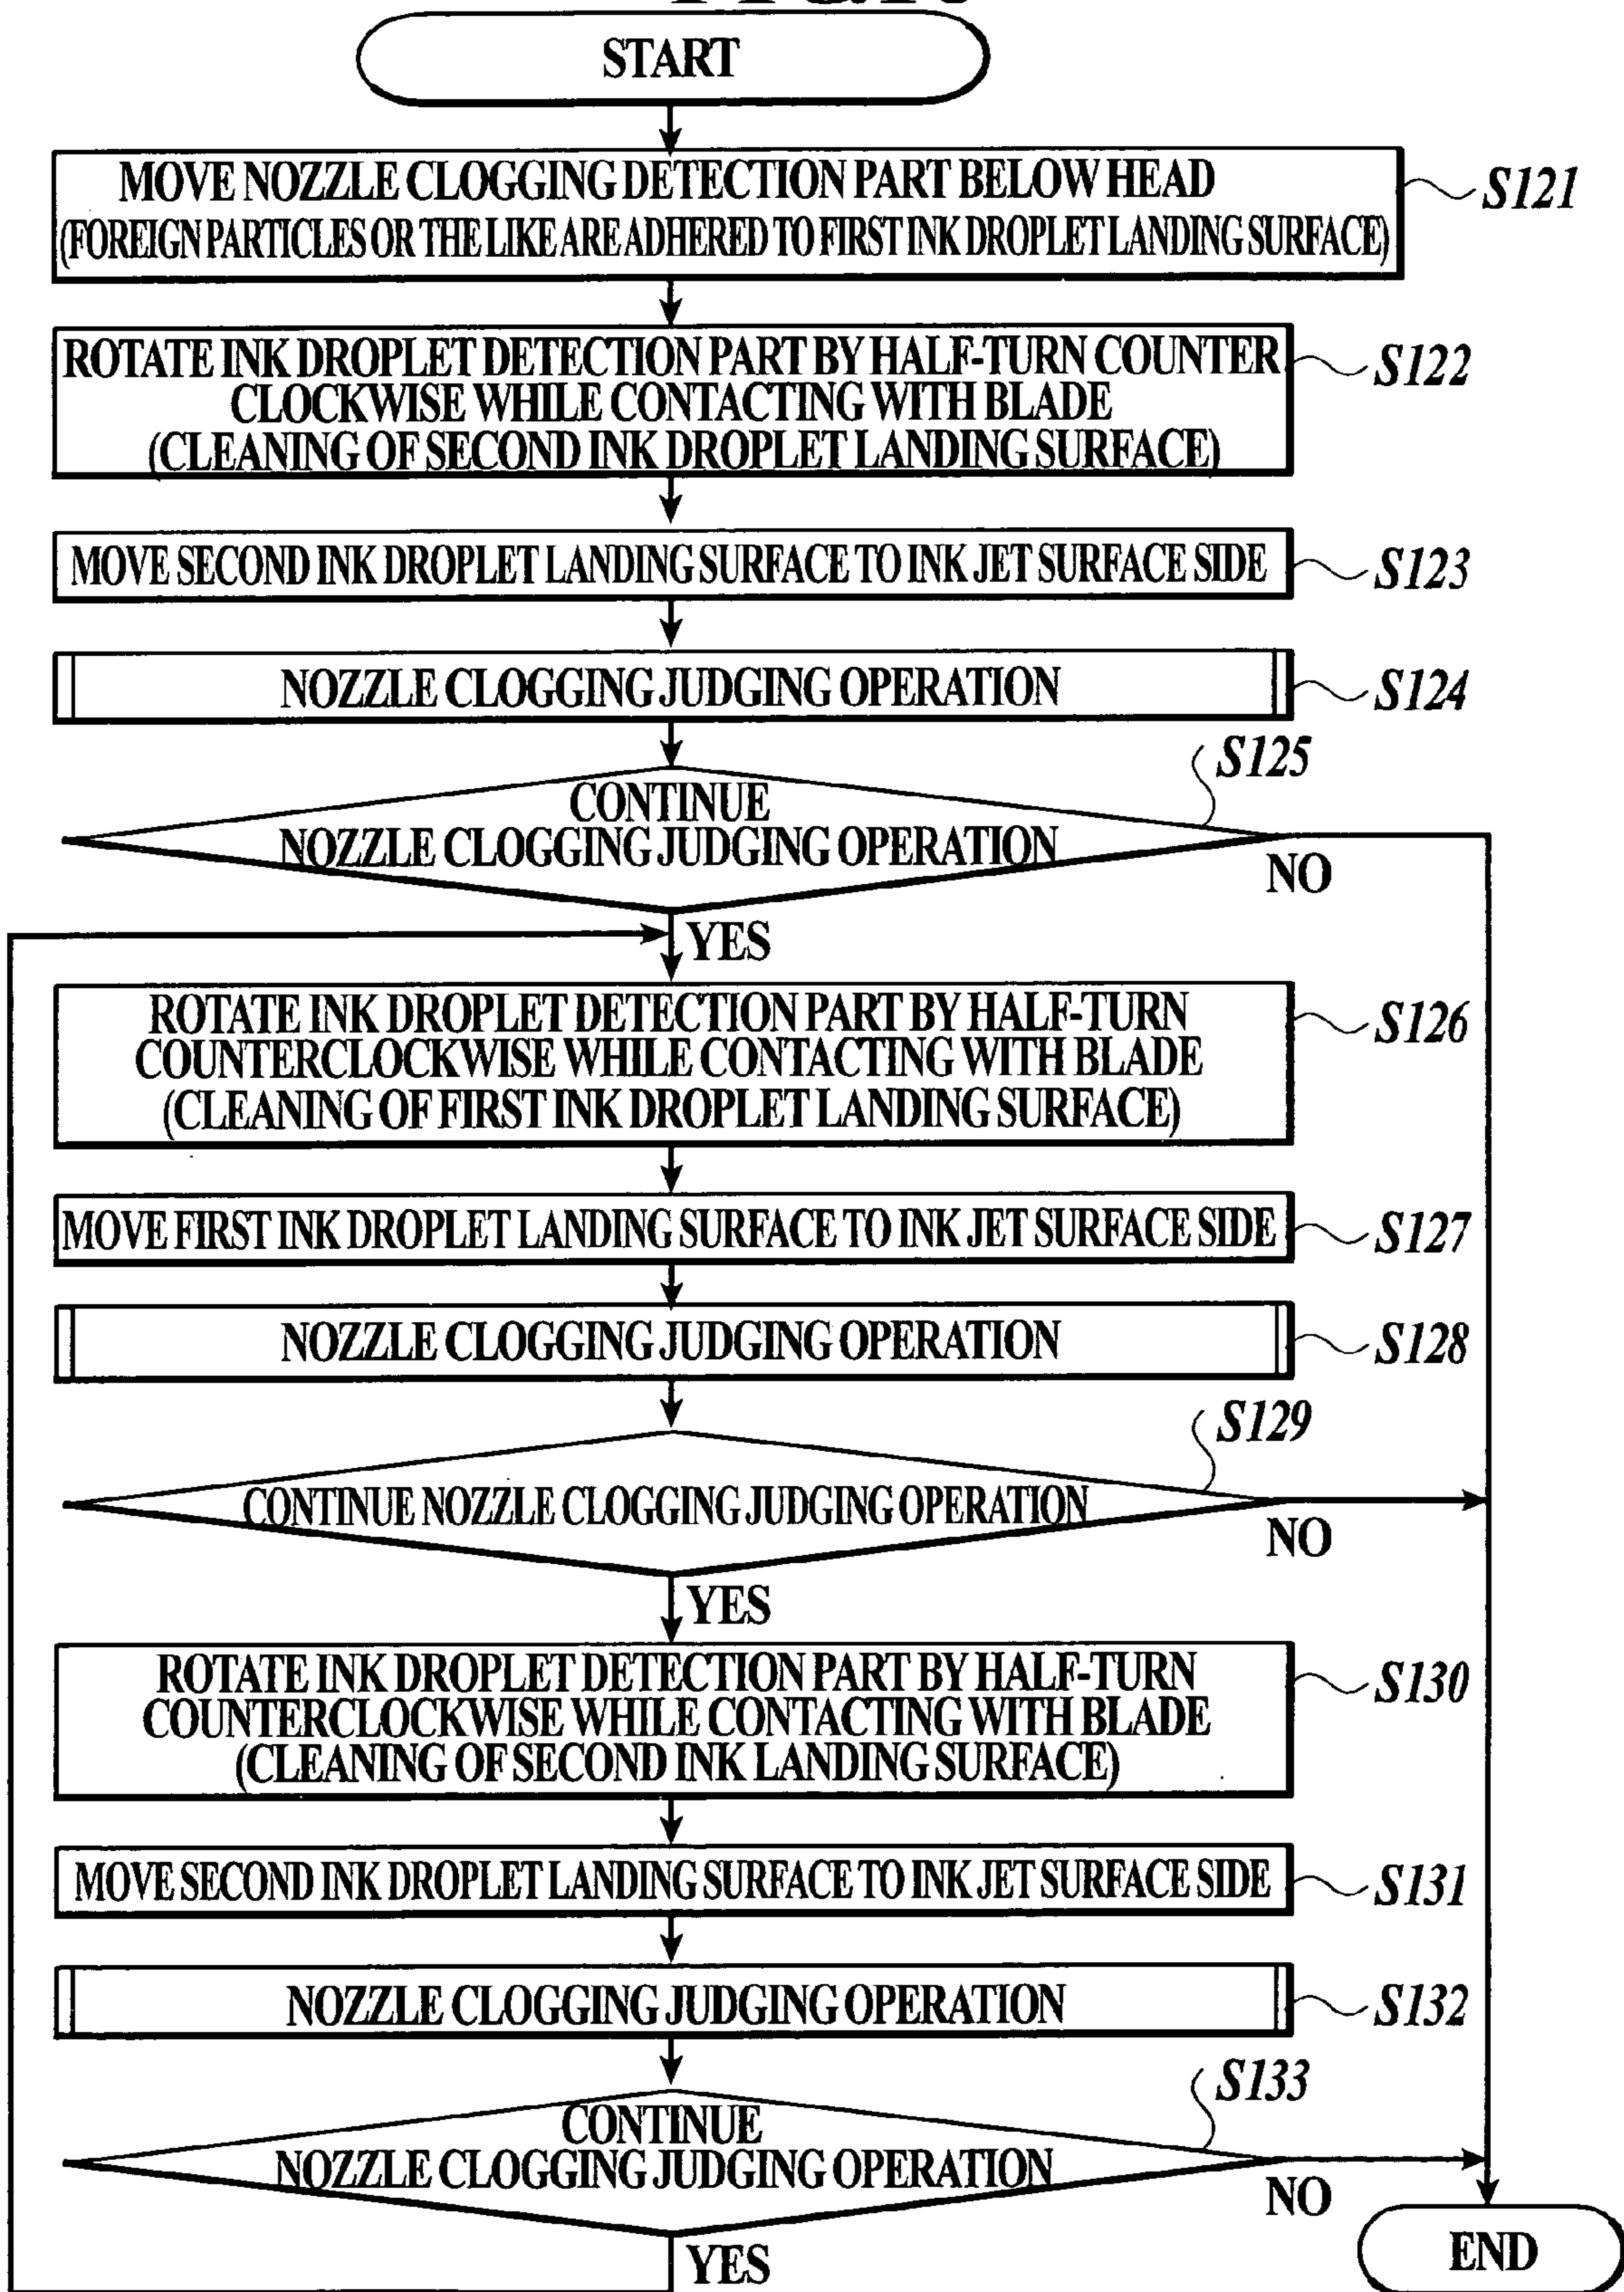 START
MOVE NOZZLE CLOGGING DETECTION PART BELOW HEAD
(FOREIGN PARTICLES OR THE LIKE ARE ADHERED TO FIRST INK DROPLET LANDING SURFACE)
S121
ROTATE INK DROPLET DETECTION PART BY HALF-TURN COUNTER
CLOCKWISE WHILE CONTACTING WITH BLADE
(CLEANING OF SECOND INK DROPLET LANDING SURFACE)
S122
MOVE SECOND INK DROPLET LANDING SURFACE TO INK JET SURFACE SIDE
S123
NOZZLE CLOGGING JUDGING OPERATION
S124
S125
CONTINUE
NOZZLE CLOGGING JUDGING OPERATION
NO
YES
ROTATE INK DROPLET DETECTION PART BY HALF-TURN
COUNTERCLOCKWISE WHILE CONTACTING WITH BLADE
(CLEANING OF FIRST INK DROPLET LANDING SURFACE)
S126
MOVE FIRST INK DROPLET LANDING SURFACE TO INK JET SURFACE SIDE
S127
NOZZLE CLOGGING JUDGING OPERATION
S128
S129
CONTINUE NOZZLE CLOGGING JUDGING OPERATION
NO
YES
ROTATE INK DROPLET DETECTION PART BY HALF-TURN
COUNTERCLOCKWISE WHILE CONTACTING WITH BLADE
(CLEANING OF SECOND INK LANDING SURFACE)
S130
MOVE SECOND INK DROPLET LANDING SURFACE TO INK JET SURFACE SIDE
S131
NOZZLE CLOGGING JUDGING OPERATION
S132
S133
CONTINUE
NOZZLE CLOGGING JUDGING OPERATION
NO
YES
END